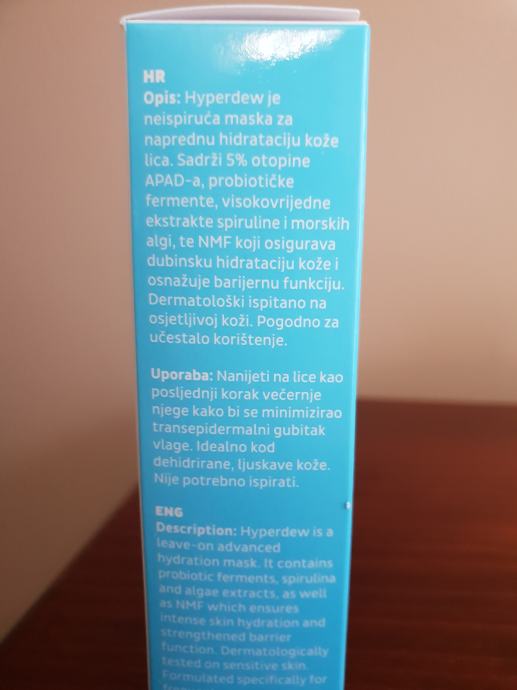 HR
Opis: Hyperdew je
neispiruća maska za
naprednu hidrataciju kože
lica. Sadrži 5% otopine
APAD-a, probiotičke
fermente, visokovrijedne
ekstrakte spiruline i morskih
algi, te NMF koji osigurava
dubinsku hidrataciju kože i
osnažuje barijernu funkciju.
Dermatološki ispitano na
osjetljivoj koži. Pogodno za
učestalo korištenje.
Uporaba: Nanijeti na lice kao
posljednji korak večernje
njege kako bi se minimizirao
transepidermalni gubitak
vlage. Idealno kod
dehidrirane, ljuskave kože.
Nije potrebno ispirati.
ENG
Description: Hyperdew is a
leave-on advanced
hydration mask. It contains
probiotic ferments, spirulina
and algae extracts, as well
as NMF which ensures
intense skin hydration and
strengthened barrier
function. Dermatologically
tested on sensitive skin.
Formulated specifically for